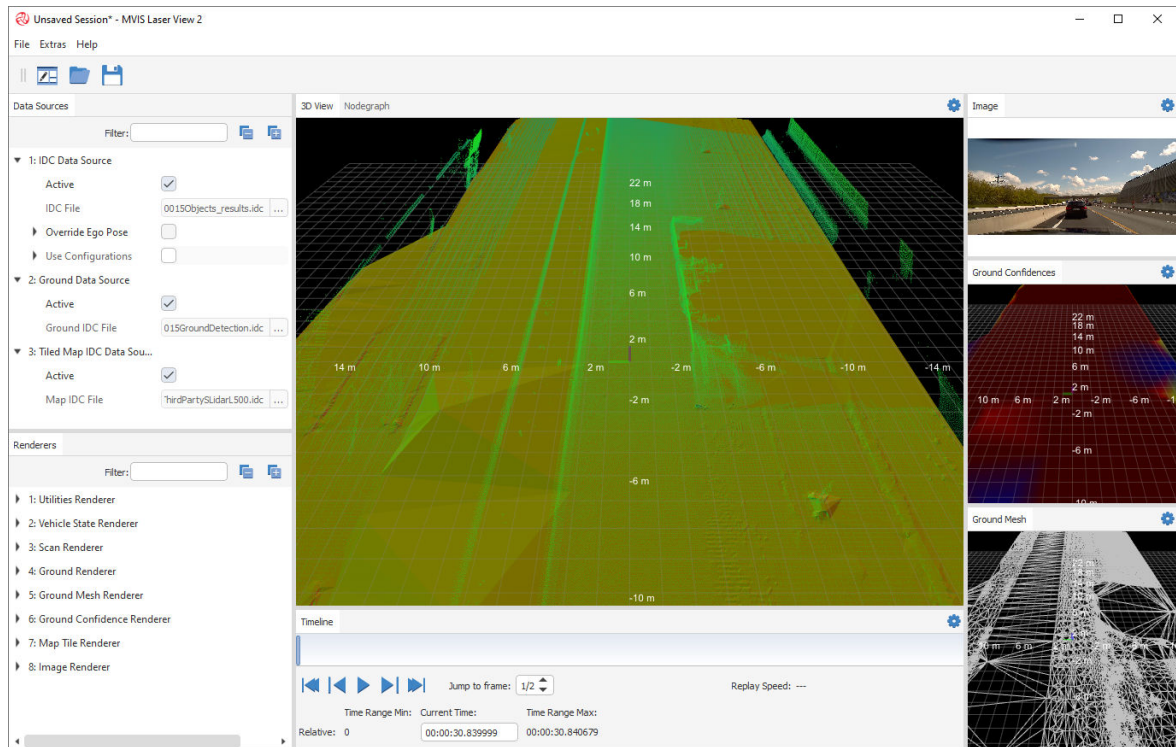 Unsaved Session* - MVIS Laser View 2
File Extras Help
Data Sources
Filter:
1: IDC Data Source
Active
IDC File 0015Objects_results.idc ...
Override Ego Pose
Use Configurations
2: Ground Data Source
Active
Ground IDC File 015GroundDetection.idc ...
3: Tiled Map IDC Data Sou...
Active
Map IDC File hirdPartySLidarL500.idc ...
Renderers
Filter:
1: Utilities Renderer
2: Vehicle State Renderer
3: Scan Renderer
4: Ground Renderer
5: Ground Mesh Renderer
6: Ground Confidence Renderer
7: Map Tile Renderer
8: Image Renderer
3D View Nodegraph
22 m
18 m
14 m
10 m
6 m
2 m
14 m 10 m 6 m 2 m -2 m -6 m -10 m -14 m
-2 m
-6 m
-10 m
Timeline
Jump to frame: 1/2 Replay Speed: ---
Time Range Min: Current Time: Time Range Max:
Relative: 0 00:00:30.839999 00:00:30.840679
Image
Ground Confidences
22 m
18 m
14 m
10 m
6 m
2 m
10 m 6 m 2 m -2 m -6 m
-2 m
-6 m
-10 m
Ground Mesh
6 m 2 m -2 m -6 m